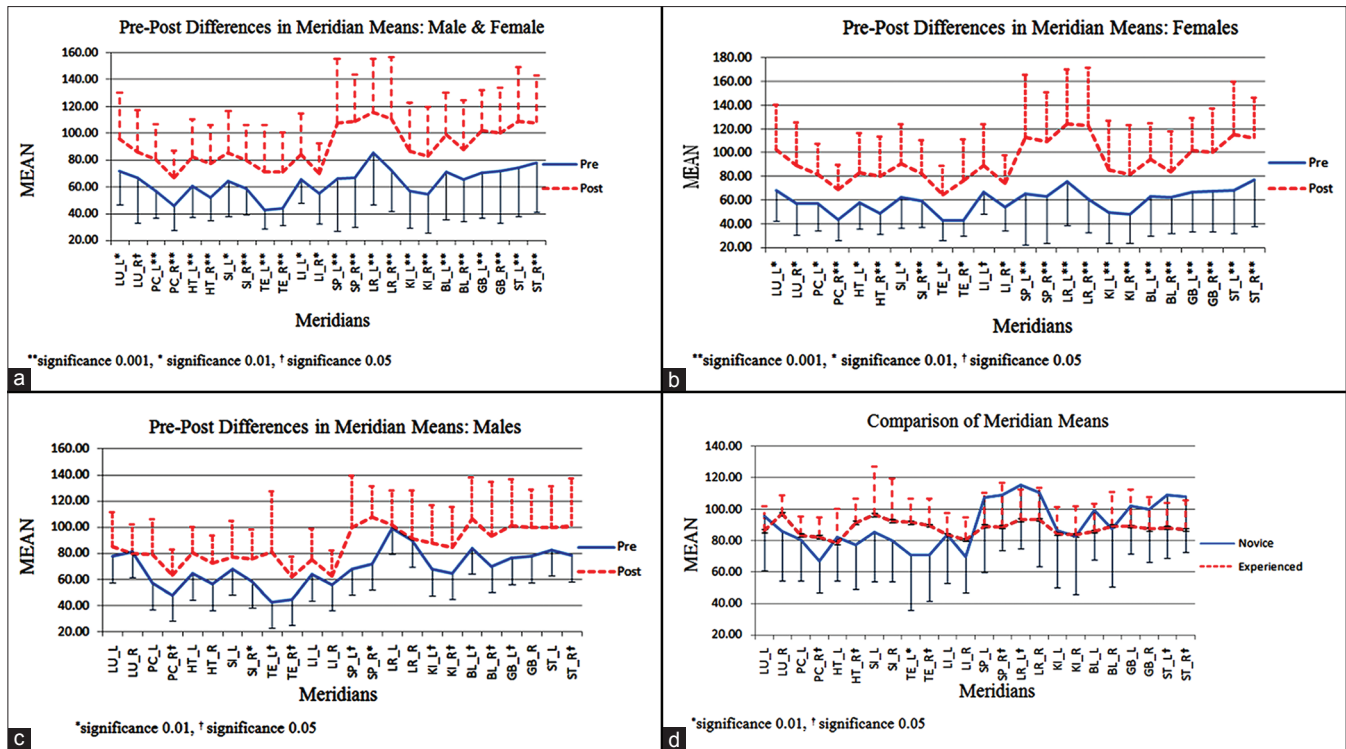 Pre-Post Differences in Meridian Means: Male & Female
160.00
140.00
120.00
100.00
80.00
60.00
40.00
20.00
MEAN
Pre
Post
LU_L*
LU_R†
PC_L**
PC_R**
HT_L**
HT_R**
SI_L*
SI_R**
TE_L**
TE_R**
LI_L*
LI_R*
SP_L**
SP_R**
LR_L**
LR_R**
KI_L**
KI_R**
BL_L**
BL_R**
GB_L**
GB_R**
ST_L**
ST_R**
Meridians
**significance 0.001, * significance 0.01, † significance 0.05
a
Pre-Post Differences in Meridian Means: Females
180.00
160.00
140.00
120.00
100.00
80.00
60.00
40.00
20.00
MEAN
Pre
Post
LU_L*
LU_R*
PC_L*
PC_R**
HT_L*
HT_R**
SI_L*
SI_R**
TE_L*
TE_R*
LI_L†
LI_R*
SP_L**
SP_R**
LR_L**
LR_R**
KI_L**
KI_R**
BL_L**
BL_R*
GB_L**
GB_R**
ST_L**
ST_R**
Meridians
**significance 0.001, * significance 0.01, † significance 0.05
b
Pre-Post Differences in Meridian Means: Males
160.00
140.00
120.00
100.00
80.00
60.00
40.00
20.00
MEAN
Pre
Post
LU_L
LU_R
PC_L
PC_R†
HT_L
HT_R
SI_L
SI_R*
TE_L†
TE_R†
LI_L
LI_R
SP_L†
SP_R*
LR_L
LR_R
KI_L†
KI_R†
BL_L†
BL_R†
GB_L†
GB_R
ST_L
ST_R†
Meridians
*significance 0.01, † significance 0.05
c
Comparison of Meridian Means
140.00
120.00
100.00
80.00
60.00
40.00
20.00
MEAN
Novice
Experienced
LU_L
LU_R
PC_L
PC_R†
HT_L
HT_R†
SI_L
SI_R
TE_L*
TE_R†
LI_L
LI_R
SP_L
SP_R†
LR_L†
LR_R
KI_L
KI_R
BL_L
BL_R
GB_L
GB_R
ST_L†
ST_R†
Meridians
*significance 0.01, † significance 0.05
d